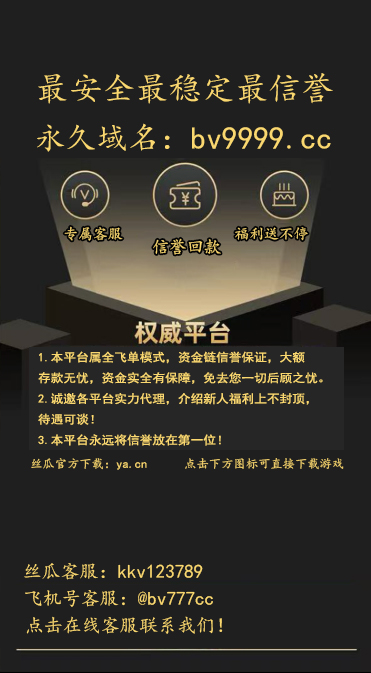 最安全最稳定最信誉
永久域名：bv9999.cc
¥
专属客服
信誉回款
福利送不停
权威平台
1.本平台属全飞单模式，资金链信誉保证，大额
存款无忧，资金实全有保障，免去您一切后顾之忧。
2.诚邀各平台实力代理，介绍新人福利上不封顶，
待遇可谈！
3.本平台永远将信誉放在第一位！
丝瓜官方下载：ya.cn 点击下方图标可直接下载游戏
丝瓜客服：kkv123789
飞机号客服：@bv777cc
点击在线客服联系我们！